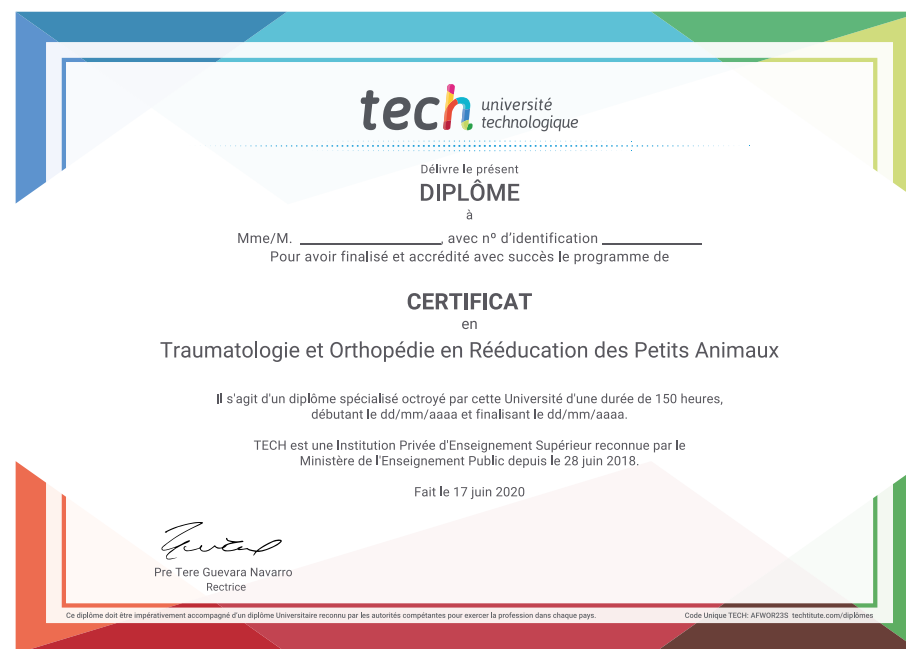 tech université
technologique
Délivre le présent
DIPLÔME
à
Mme/M. ____________________, avec nº d'identification ______________
Pour avoir finalisé et accrédité avec succès le programme de
CERTIFICAT
en
Traumatologie et Orthopédie en Rééducation des Petits Animaux
Il s'agit d'un diplôme spécialisé octroyé par cette Université d'une durée de 150 heures,
débutant le dd/mm/aaaa et finalisant le dd/mm/aaaa.
TECH est une Institution Privée d'Enseignement Supérieur reconnue par le
Ministère de l'Enseignement Public depuis le 28 juin 2018.
Fait le 17 juin 2020
Pre Tere Guevara Navarro
Rectrice
Ce diplôme doit être impérativement accompagné d'un diplôme Universitaire reconnu par les autorités compétantes pour exercer la profession dans chaque pays. Code Unique TECH: AFWOR23S techtitute.com/diplômes